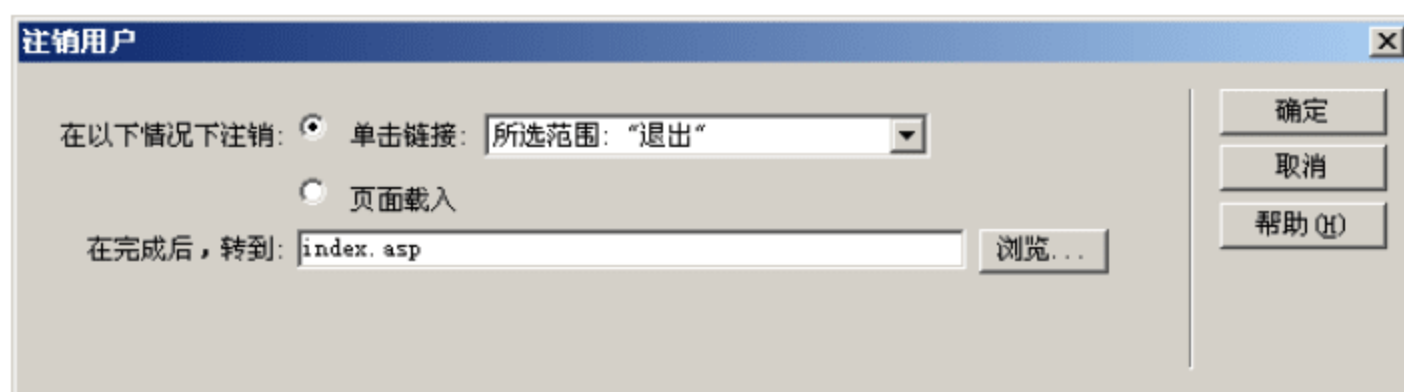 注销用户
在以下情况下注销: 单击链接: 所选范围: “退出“
页面载入
在完成后,转到: index.asp 浏览...
确定
取消
帮助(H)